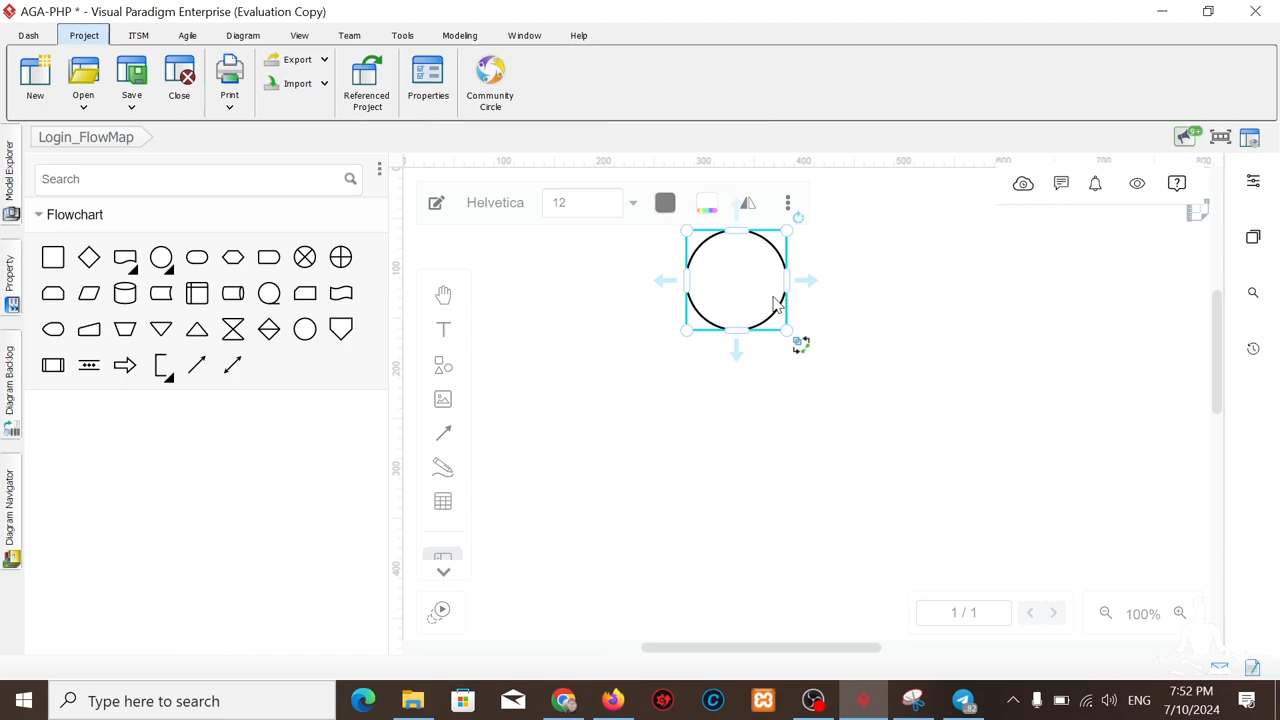 AGA-PHP * - Visual Paradigm Enterprise (Evaluation Copy)
Dash Project ITSM Agile Diagram View Team Tools Modeling Window Help
New Open Save Close Print Export Import Referenced Project Properties Community Circle
Login_FlowMap
9+
Search
Flowchart
Model Explorer
Property
Diagram Backlog
Diagram Navigator
100 200 300 400 500 600 700 800
100
200
300
400
Helvetica 12
T
1 / 1
100%
Type here to search
82
ENG
7:52 PM
7/10/2024